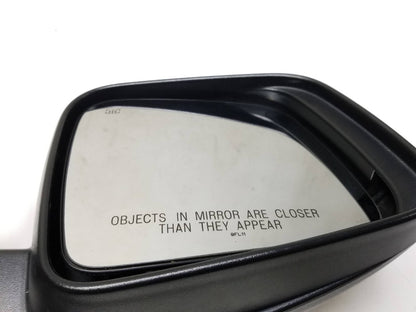 OBJECTS IN MIRROR ARE CLOSER
THAN THEY APPEAR